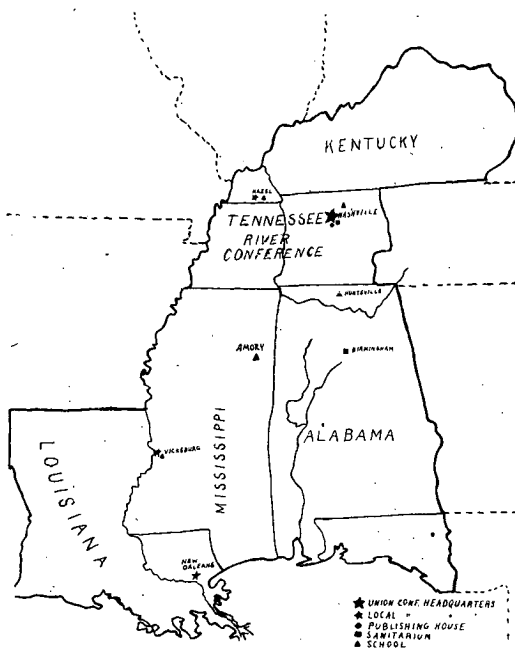 KENTUCKY
HAZEL
TENNESSEE
NASHVILLE
RIVER
CONFERENCE
HUNTSVILLE
AMORY
BIRMINGHAM
ALABAMA
MISSISSIPPI
VICKSBURG
LOUISIANA
NEW
ORLEANS
UNION CONF. HEADQUARTERS
LOCAL " "
PUBLISHING HOUSE
SANITARIUM
SCHOOL